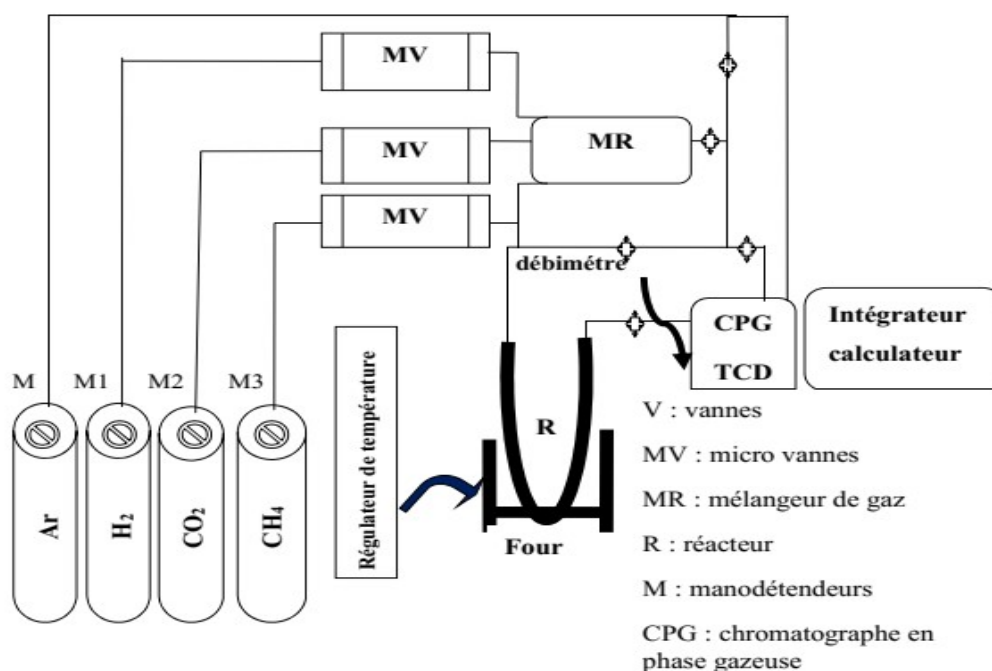 MV
MV
MR
MV
débimétre
CPG
TCD
Intégrateur
calculateur
M
M1
M2
M3
Régulateur de température
R
Four
Ar
H₂
CO₂
CH₄
V : vannes
MV : micro vannes
MR : mélangeur de gaz
R : réacteur
M : manodétendeurs
CPG : chromatographe en
phase gazeuse